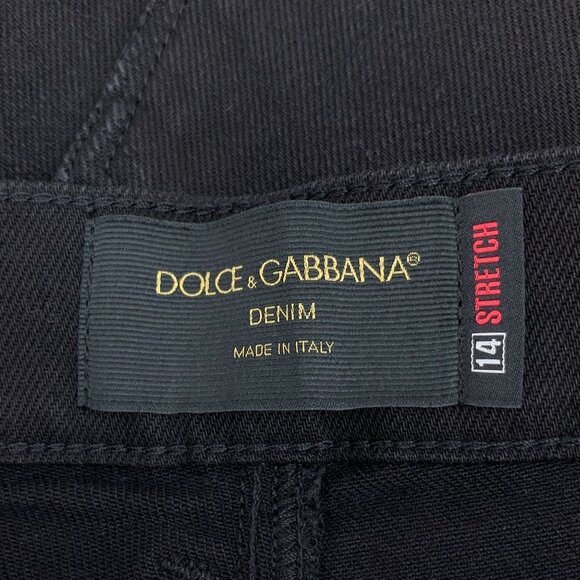 DOLCE & GABBANA®
DENIM
MADE IN ITALY
14 STRETCH